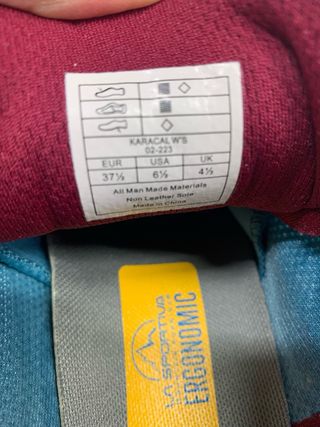 KARACAL W'S
02-223
EUR USA UK
37½ 6½ 4½
All Man Made Materials
Non Leather Sole
Made in China
LA SPORTIVA
ERGONOMIC